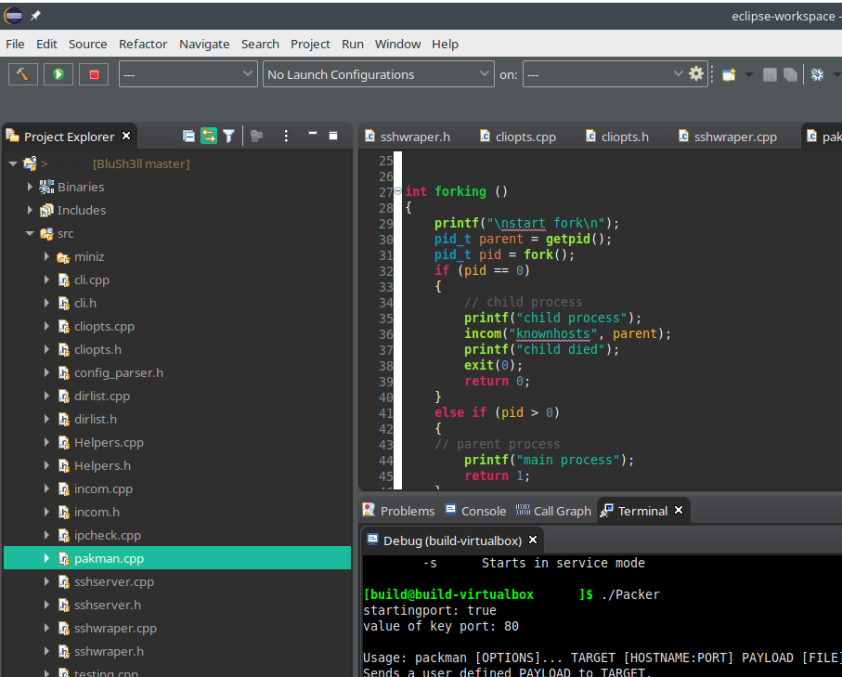 eclipse-workspace -
File Edit Source Refactor Navigate Search Project Run Window Help
--- No Launch Configurations on: ---
Project Explorer
> [BluSh3ll master]
Binaries
Includes
src
miniz
cli.cpp
cli.h
cliopts.cpp
cliopts.h
config_parser.h
dirlist.cpp
dirlist.h
Helpers.cpp
Helpers.h
incom.cpp
incom.h
ipcheck.cpp
pakman.cpp
sshserver.cpp
sshserver.h
sshwraper.cpp
sshwraper.h
testing.cpp
sshwraper.h cliopts.cpp cliopts.h sshwraper.cpp pak
25
26
27 int forking ()
28 {
29 printf("\nstart fork\n");
30 pid_t parent = getpid();
31 pid_t pid = fork();
32 if (pid == 0)
33 {
34 // child process
35 printf("child process");
36 incom("knownhosts", parent);
37 printf("child died");
38 exit(0);
39 return 0;
40 }
41 else if (pid > 0)
42 {
43 // parent process
44 printf("main process");
45 return 1;
Problems Console Call Graph Terminal
Debug (build-virtualbox)
-s Starts in service mode
[build@build-virtualbox ]$ ./Packer
startingport: true
value of key port: 80
Usage: packman [OPTIONS]... TARGET [HOSTNAME:PORT] PAYLOAD [FILE]
Sends a user defined PAYLOAD to TARGET.